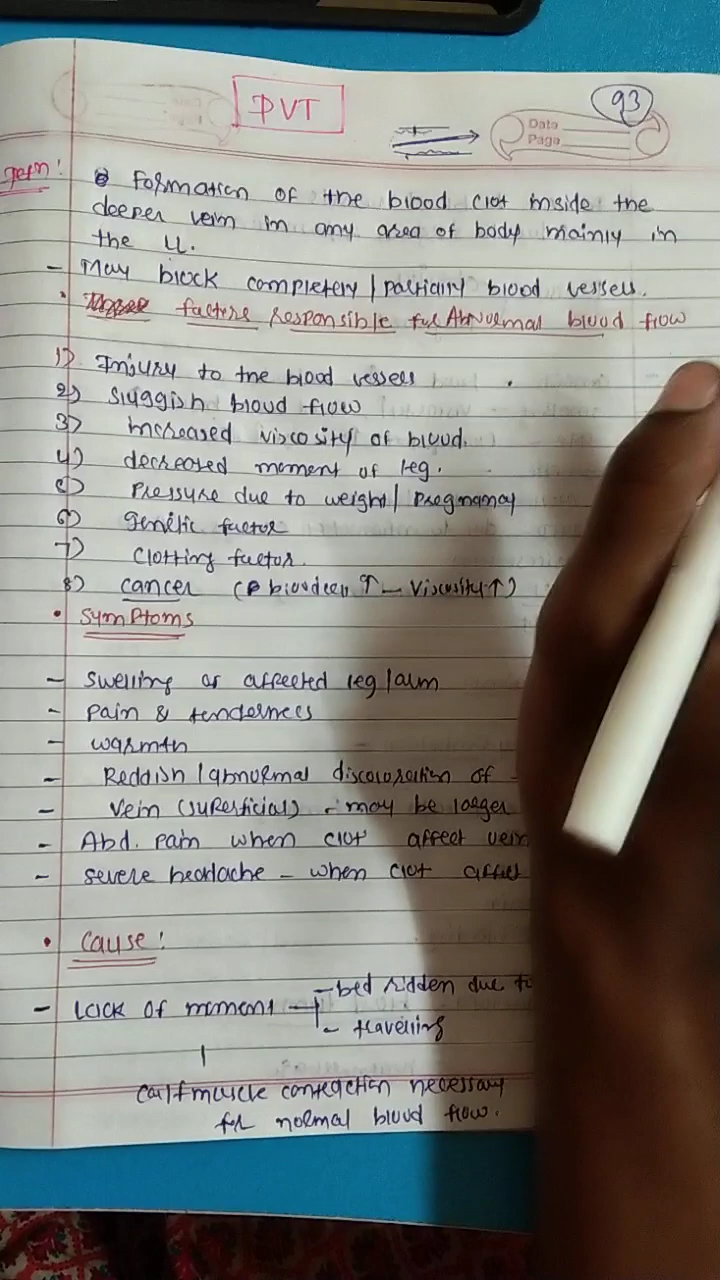 DVT
93
Date
Page
Defn:
Formation of the blood clot inside the
deeper vein in any area of body mainly in
the LL.
- May block completely / partially blood vessels.
• factors responsible for Abnormal blood flow
1) Injury to the blood vessels
2) Sluggish blood flow
3) increased viscosity of blood.
4) decreased moment of leg.
5) Pressure due to weight / Pregnancy
6) Genetic factor
7) Clotting factor.
8) cancer ( ↑ - Viscosity ↑)
• Symptoms
- Swelling of affected leg / arm
- Pain & tenderness
- Warmth
- Reddish / abnormal discolouration of
- Vein (superficial) - may be larger
- Abd. pain when clot affect vein
- severe headache - when clot affect
• Cause:
- Lack of moment - bed ridden due to
- travelling
Calf muscle contraction necessary
for normal blood flow.